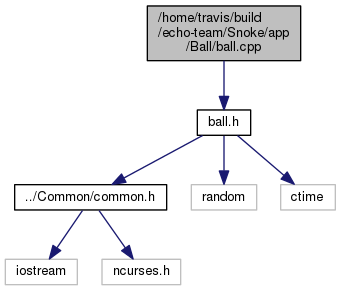 /home/travis/build
/echo-team/Snoke/app
/Ball/ball.cpp
ball.h
../Common/common.h
random
ctime
iostream
ncurses.h